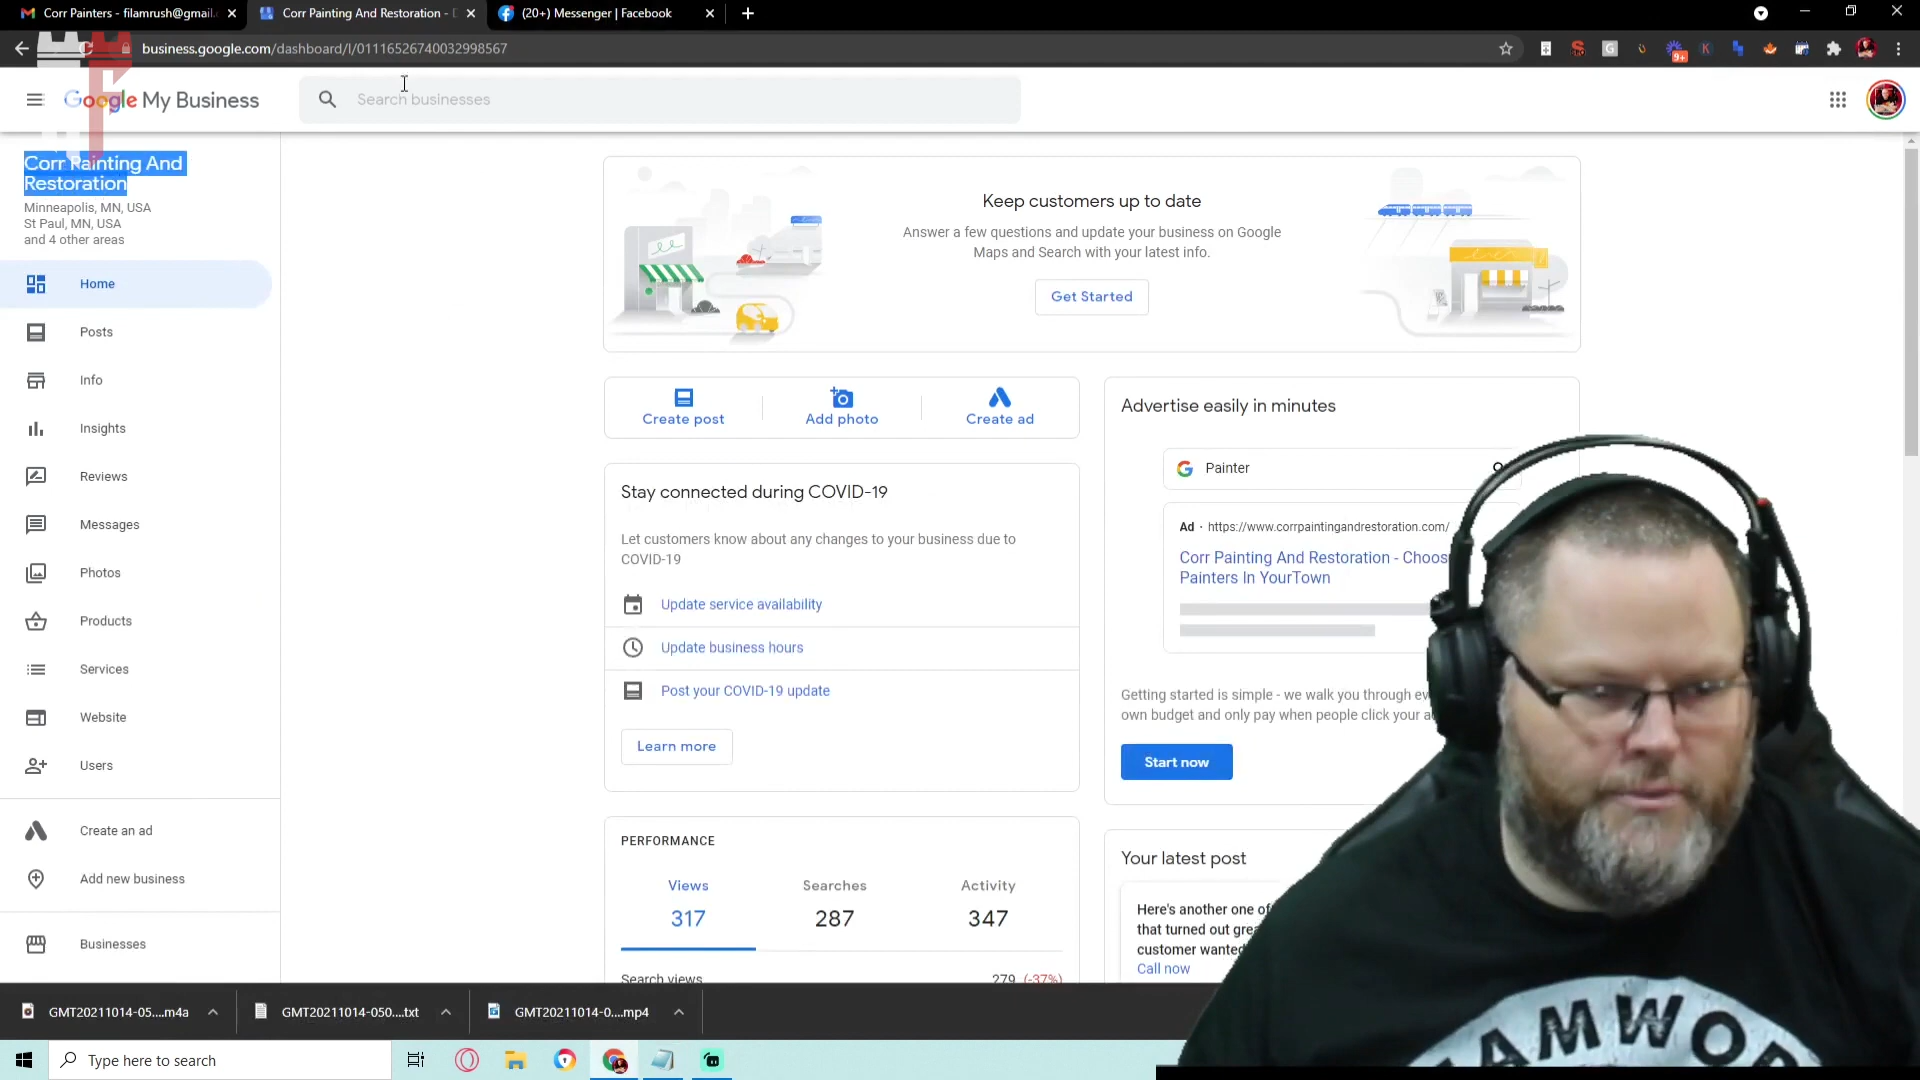 Corr Painters - filamrush@gmail.
Corr Painting And Restoration - D
(20+) Messenger | Facebook
business.google.com/dashboard/l/01116526740032998567
9+
Google My Business
Search businesses
Corr Painting And
Restoration
Minneapolis, MN, USA
St Paul, MN, USA
and 4 other areas
Home
Posts
Info
Insights
Reviews
Messages
Photos
Products
Services
Website
Users
Create an ad
Add new business
Businesses
Keep customers up to date
Answer a few questions and update your business on Google
Maps and Search with your latest info.
Get Started
Create post
Add photo
Create ad
Stay connected during COVID-19
Let customers know about any changes to your business due to
COVID-19
Update service availability
Update business hours
Post your COVID-19 update
Learn more
PERFORMANCE
Views
Searches
Activity
317
287
347
Search views
279 (-37%)
Advertise easily in minutes
Painter
Ad · https://www.corrpaintingandrestoration.com/
Corr Painting And Restoration - Choos
Painters In YourTown
Getting started is simple - we walk you through ev
own budget and only pay when people click your a
Start now
Your latest post
Here's another one of
that turned out grea
customer wanted
Call now
GMT20211014-05....m4a
GMT20211014-050....txt
GMT20211014-0....mp4
Type here to search